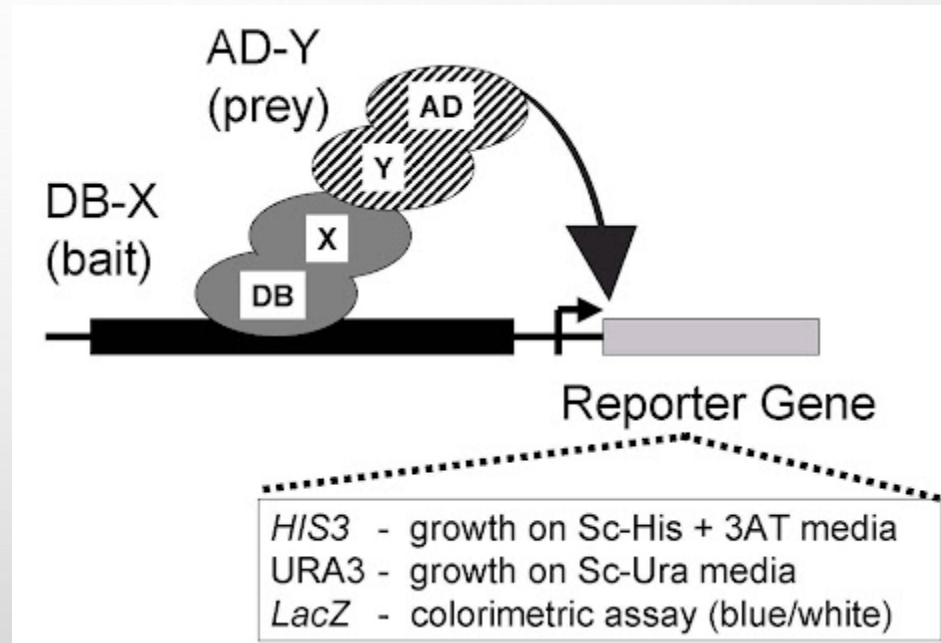 AD-Y
(prey)
AD
Y
DB-X
(bait)
X
DB
Reporter Gene
HIS3 - growth on Sc-His + 3AT media
URA3 - growth on Sc-Ura media
LacZ - colorimetric assay (blue/white)